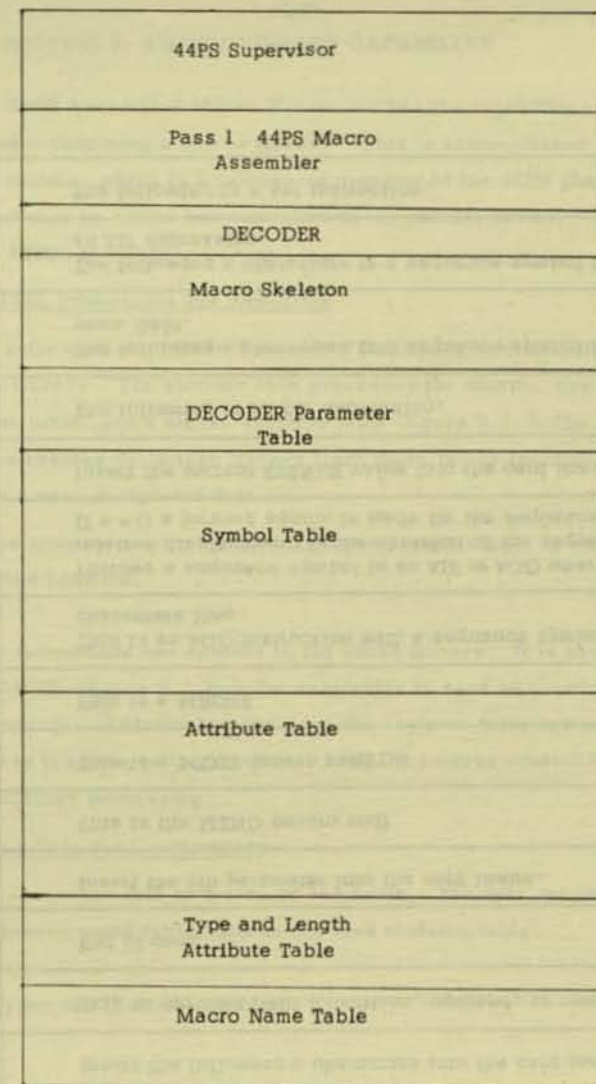 44PS Supervisor
Pass 1 44PS Macro
Assembler
DECODER
Macro Skeleton
DECODER Parameter
Table
Symbol Table
Attribute Table
Type and Length
Attribute Table
Macro Name Table